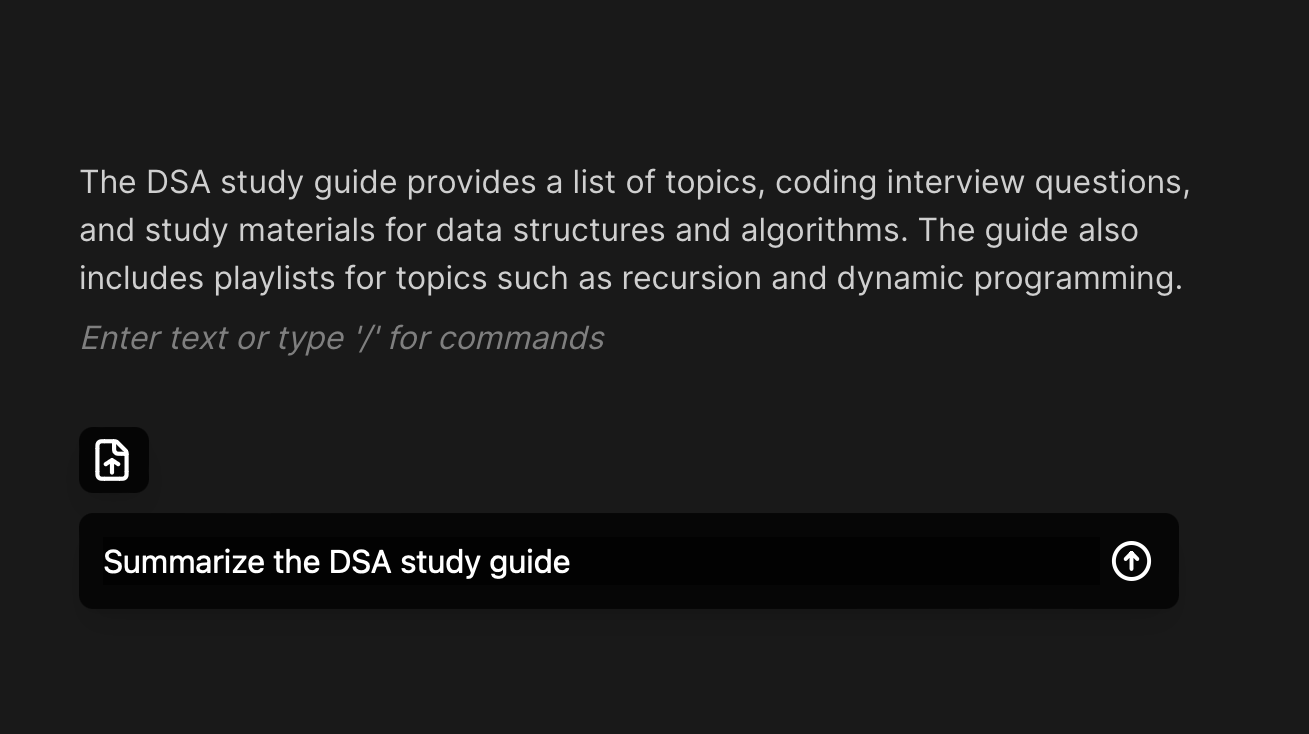 The DSA study guide provides a list of topics, coding interview questions,
and study materials for data structures and algorithms. The guide also
includes playlists for topics such as recursion and dynamic programming.
Enter text or type '/' for commands
Summarize the DSA study guide